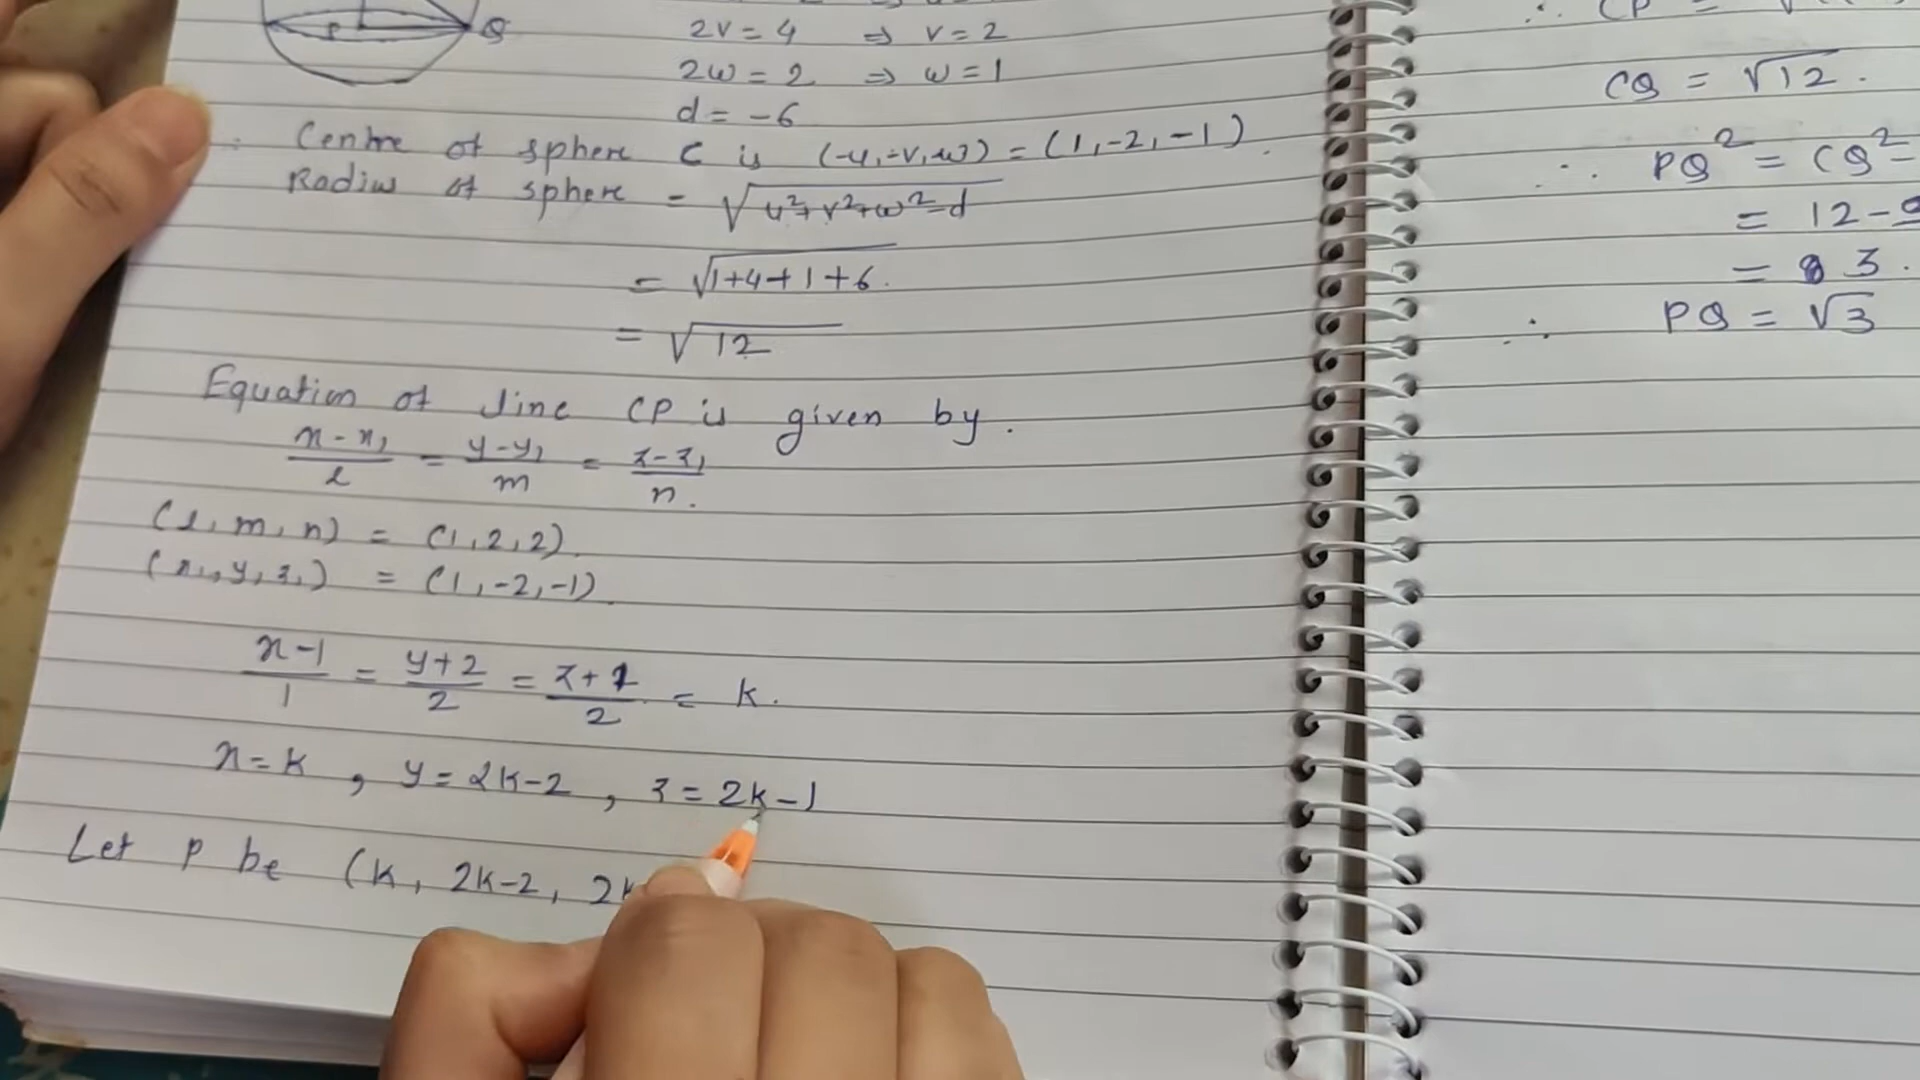 P Q
2v = 4 ⇒ v = 2
2w = 2 ⇒ w = 1
d = -6
Centre of sphere C is (-u, -v, w) = (1, -2, -1).
Radius of sphere = √u²+v²+w²-d
= √1+4+1+6.
= √12
Equation of line CP is given by.
x-x₁/l = y-y₁/m = z-z₁/n.
(l, m, n) = (1, 2, 2).
(x₁, y₁ z₁) = (1, -2, -1).
x-1/1 = y+2/2 = z+1/2 = k.
x = k, y = 2k-2, z = 2k-1
Let P be (k, 2k-2, 2k
∴ CP = √
CQ = √12.
∴ PQ² = CQ² -
= 12 - 9
= 3.
∴ PQ = √3